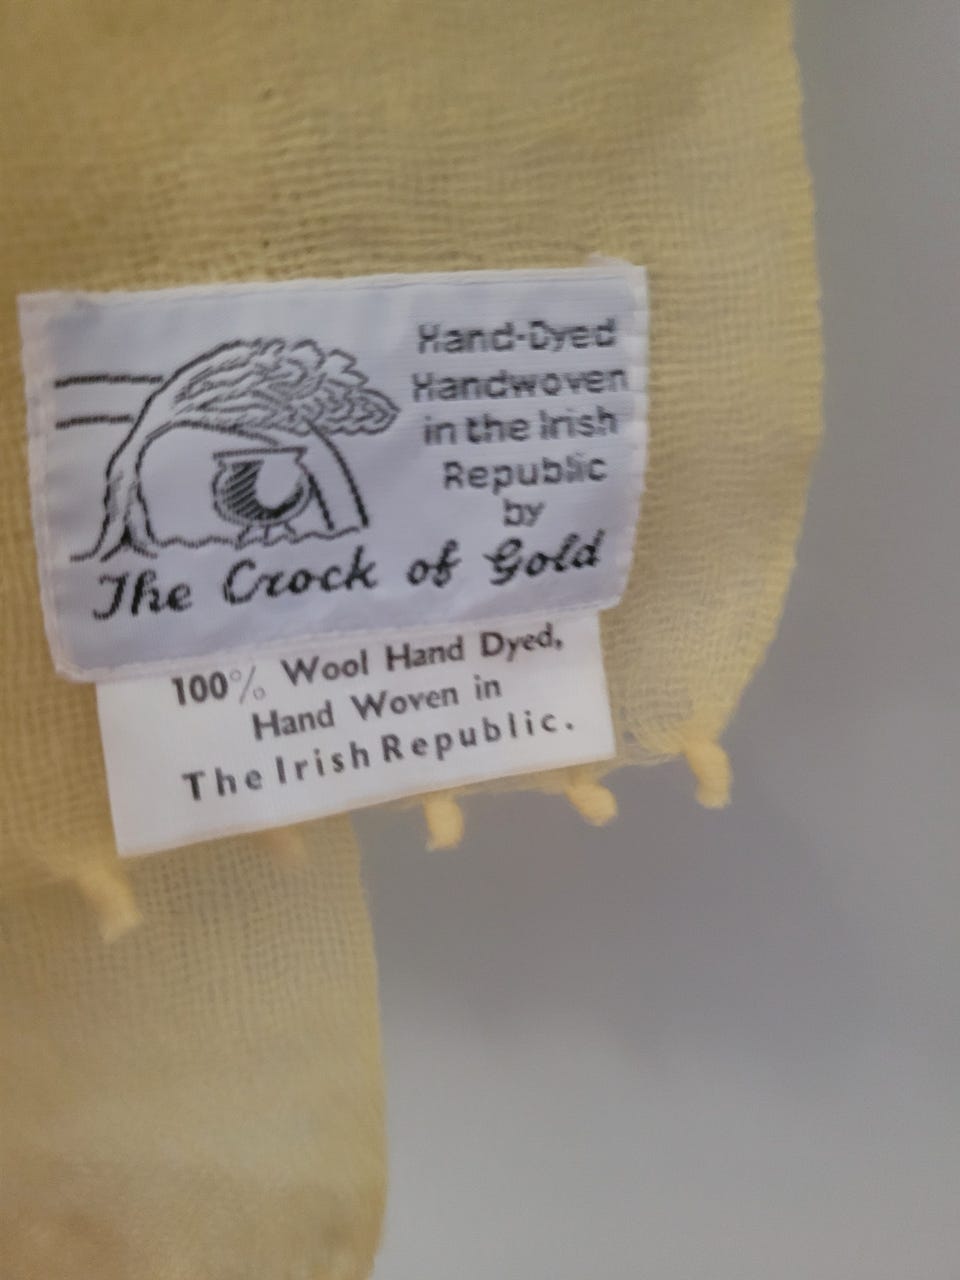 Hand-Dyed
Handwoven
in the Irish
Republic
by
The Crock of Gold
100% Wool Hand Dyed,
Hand Woven in
The Irish Republic.